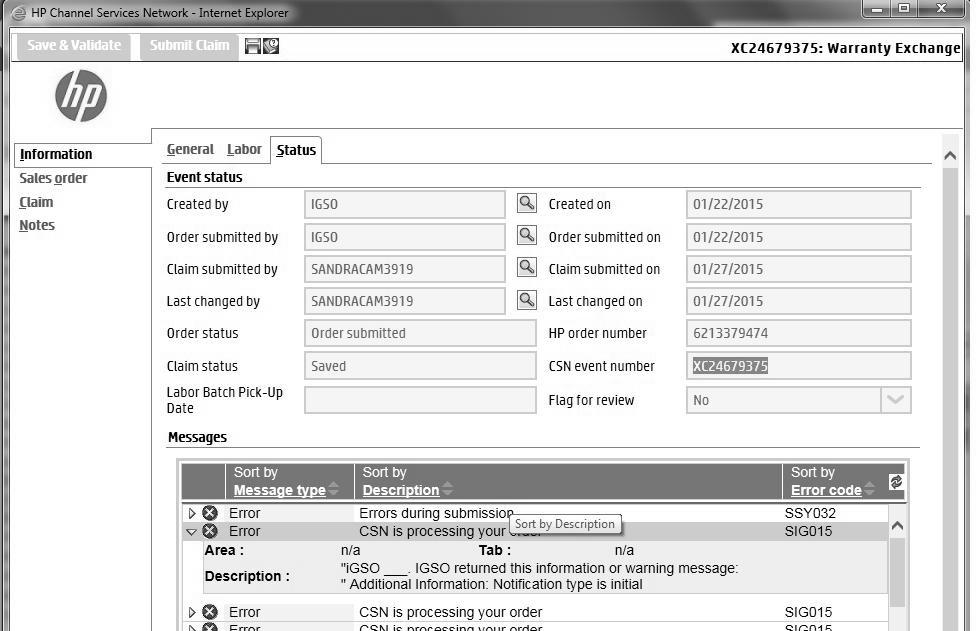 HP Channel Services Network - Internet Explorer
Save & Validate Submit Claim
XC24679375: Warranty Exchange
hp
General Labor Status
Information
Sales order
Claim
Notes
Event status
Created by IGSO Created on 01/22/2015
Order submitted by IGSO Order submitted on 01/22/2015
Claim submitted by SANDRACAM3919 Claim submitted on 01/27/2015
Last changed by SANDRACAM3919 Last changed on 01/27/2015
Order status Order submitted HP order number 6213379474
Claim status Saved CSN event number XC24679375
Labor Batch Pick-Up
Date
Flag for review No
Messages
Sort by Sort by Sort by
Message type Description Error code
Error Errors during submission SSY032
Sort by Description
Error CSN is processing your order SIG015
Area : n/a Tab : n/a
Description :
"iGSO ___. IGSO returned this information or warning message:
" Additional Information: Notification type is initial
Error CSN is processing your order SIG015
Error CSN is processing your order SIG015